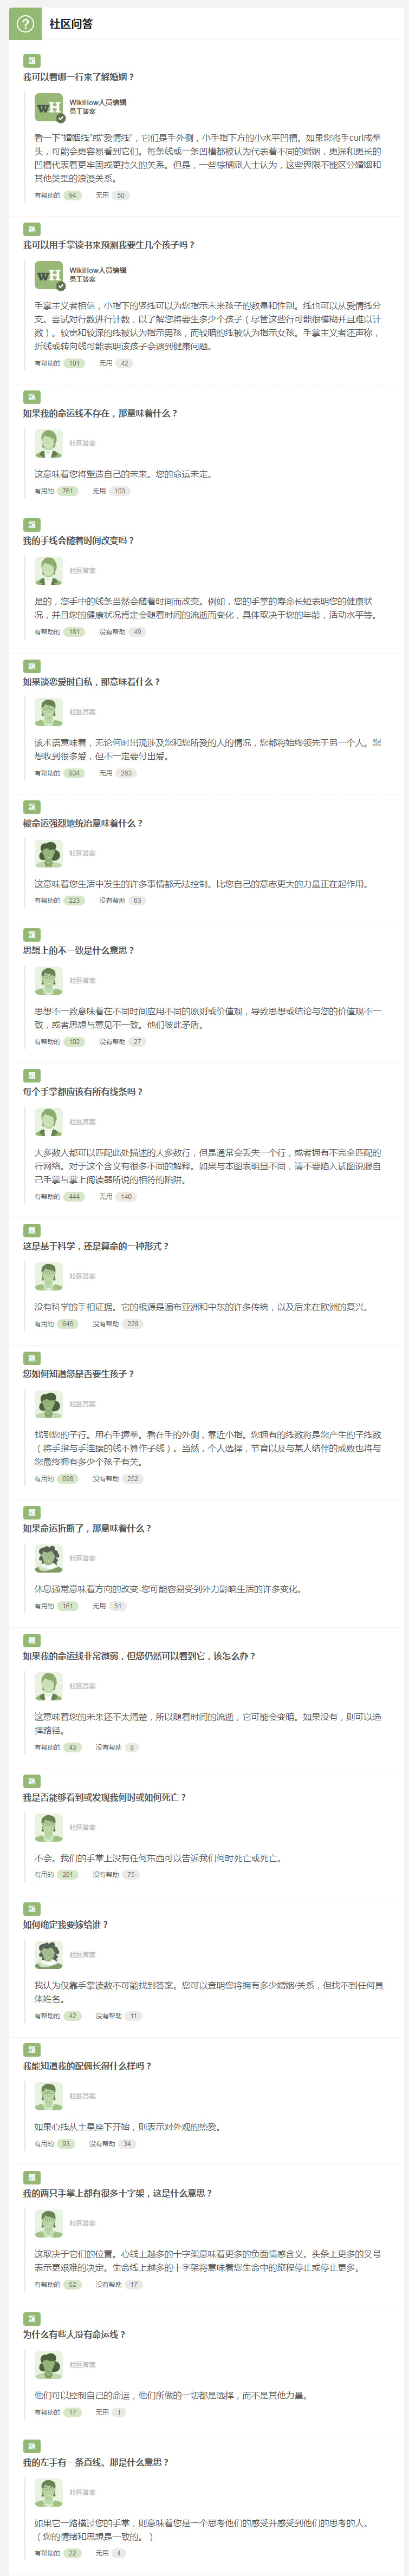 社区问答
题
我可以看哪一行来了解婚姻？
WH
WikiHow人员编辑
员工答案
看一下“婚姻线”或“爱情线”，它们是手外侧，小手指下方的小水平凹槽。如果您将手curl成拳
头，可能会更容易看到它们。每条线或一条凹槽都被认为代表着不同的婚姻，更深和更长的
凹槽代表着更牢固或更持久的关系。但是，一些棕榈派人士认为，这些界限不能区分婚姻和
其他类型的浪漫关系。
有帮助的 94 无用 50
题
我可以用手掌读书来预测我要生几个孩子吗？
WH
WikiHow人员编辑
员工答案
手掌主义者相信，小指下的竖线可以为您指示未来孩子的数量和性别。线也可以从爱情线分
支。尝试对行数进行计数，以了解您将要生多少个孩子（尽管这些行可能很模糊并且难以计
数）。较宽和较深的线被认为指示男孩，而较暗的线被认为指示女孩。手掌主义者还声称，
折线或转向线可能表明该孩子会遇到健康问题。
有帮助的 101 无用 42
题
如果我的命运线不存在，那意味着什么？
社区答案
这意味着您将塑造自己的未来。您的命运未定。
有用的 761 无用 103
题
我的手线会随着时间改变吗？
社区答案
是的，您手中的线条当然会随着时间而改变。例如，您的手掌的寿命长短表明您的健康状
况，并且您的健康状况肯定会随着时间的流逝而变化，具体取决于您的年龄，活动水平等。
有帮助的 181 没有帮助 49
题
如果谈恋爱时自私，那意味着什么？
社区答案
该术语意味着，无论何时出现涉及您和您所爱的人的情况，您都将始终领先于另一个人。您
想收到很多爱，但不一定要付出爱。
有帮助的 834 无用 263
题
被命运强烈地统治意味着什么？
社区答案
这意味着您生活中发生的许多事情都无法控制。比您自己的意志更大的力量正在起作用。
有帮助的 223 没有帮助 63
题
思想上的不一致是什么意思？
社区答案
思想不一致意味着在不同时间应用不同的原则或价值观，导致思想或结论与您的价值观不一
致，或者思想与意见不一致。他们彼此矛盾。
有帮助的 102 没有帮助 27
题
每个手掌都应该有所有线条吗？
社区答案
大多数人都可以匹配此处描述的大多数行，但是通常会丢失一个行，或者拥有不完全匹配的
行网络。对于这个含义有很多不同的解释。如果与本图表明显不同，请不要陷入试图说服自
己手掌与掌上阅读器所说的相符的陷阱。
有帮助的 444 无用 140
题
这是基于科学，还是算命的一种形式？
社区答案
没有科学的手相证据。它的根源是遍布亚洲和中东的许多传统，以及后来在欧洲的复兴。
有用的 646 没有帮助 228
题
您如何知道您是否要生孩子？
社区答案
找到您的子行。用右手握拳。看在手的外侧，靠近小指。您拥有的线数将是您产生的子线数
（将手指与手连接的线不算作子线）。当然，个人选择，节育以及与某人结伴的成败也将与
您最终拥有多少个孩子有关。
有用的 698 没有帮助 252
题
如果命运折断了，那意味着什么？
社区答案
休息通常意味着方向的改变-您可能容易受到外力影响生活的许多变化。
有用的 161 无用 51
题
如果我的命运线非常微弱，但您仍然可以看到它，该怎么办？
社区答案
这意味着您的未来还不太清楚，所以随着时间的流逝，它可能会变暗。如果没有，则可以选
择路径。
有帮助的 43 没有帮助 8
题
我是否能够看到或发现我何时或如何死亡？
社区答案
不会。我们的手掌上没有任何东西可以告诉我们何时死亡或死亡。
有用的 201 没有帮助 75
题
如何确定我要嫁给谁？
社区答案
我认为仅靠手掌读数不可能找到答案。您可以查明您将拥有多少婚姻/关系，但找不到任何具
体姓名。
有帮助的 42 没有帮助 11
题
我能知道我的配偶长得什么样吗？
社区答案
如果心线从土星座下开始，则表示对外观的热爱。
有用的 93 没有帮助 34
题
我的两只手掌上都有很多十字架，这是什么意思？
社区答案
这取决于它们的位置。心线上越多的十字架意味着更多的负面情感含义。头条上更多的叉号
表示更艰难的决定。生命线上越多的十字架将意味着您生命中的旅程停止或停止更多。
有帮助的 52 没有帮助 17
题
为什么有些人没有命运线？
社区答案
他们可以控制自己的命运，他们所做的一切都是选择，而不是其他力量。
有帮助的 17 无用 1
题
我的左手有一条直线。那是什么意思？
社区答案
如果它一路横过您的手掌，则意味着您是一个思考他们的感受并感受到他们的思考的人。
（您的情绪和思想是一致的。）
有帮助的 22 无用 4